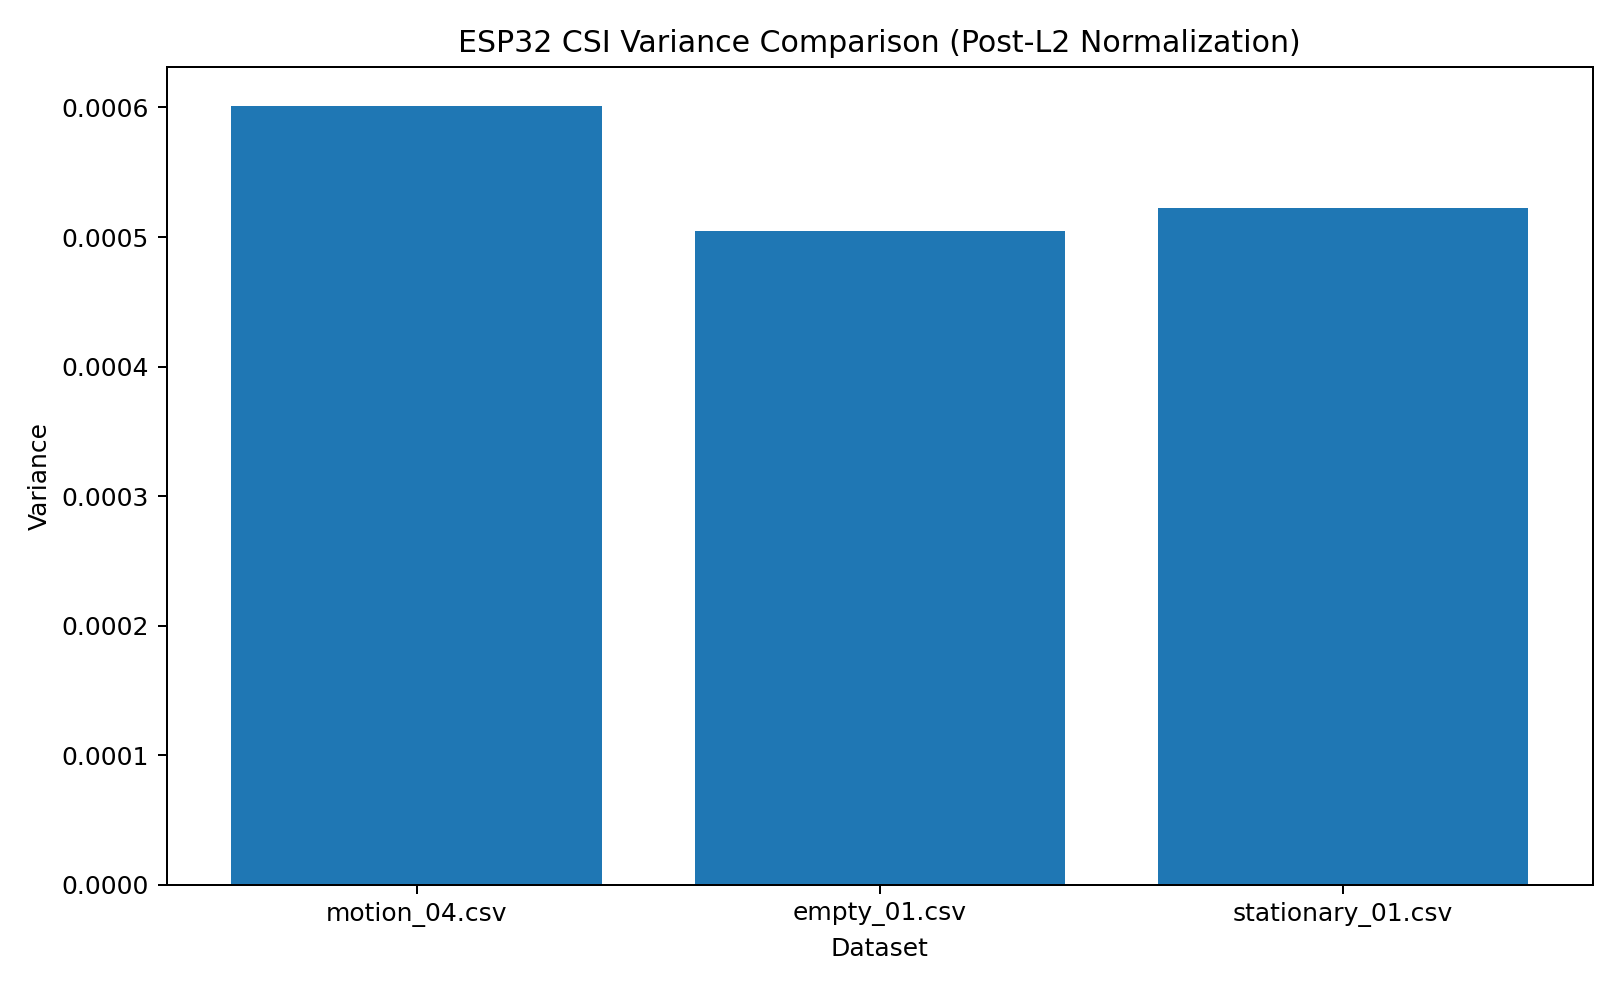 ESP32 CSI Variance Comparison (Post-L2 Normalization)
Variance
0.0006
0.0005
0.0004
0.0003
0.0002
0.0001
0.0000
motion_04.csv
empty_01.csv
stationary_01.csv
Dataset